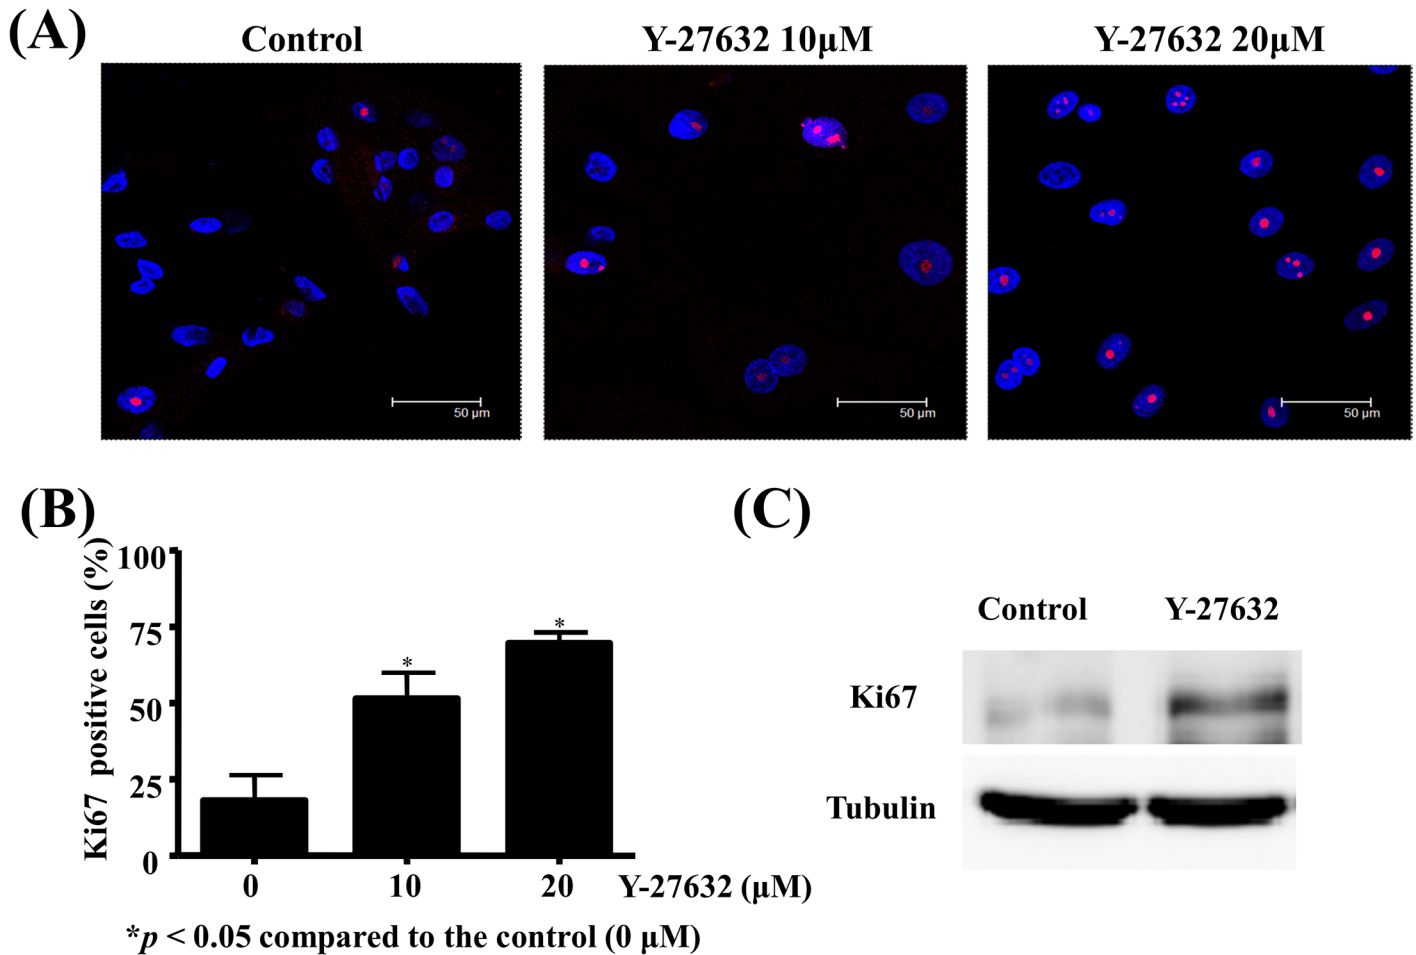 (A)
Control
Y-27632 10μM
Y-27632 20μM
50 μm
50 μm
50 μm
(B)
Ki67 positive cells (%)
100
75
50
25
0
*
*
0
10
20
Y-27632 (μM)
*p < 0.05 compared to the control (0 μM)
(C)
Control
Y-27632
Ki67
Tubulin